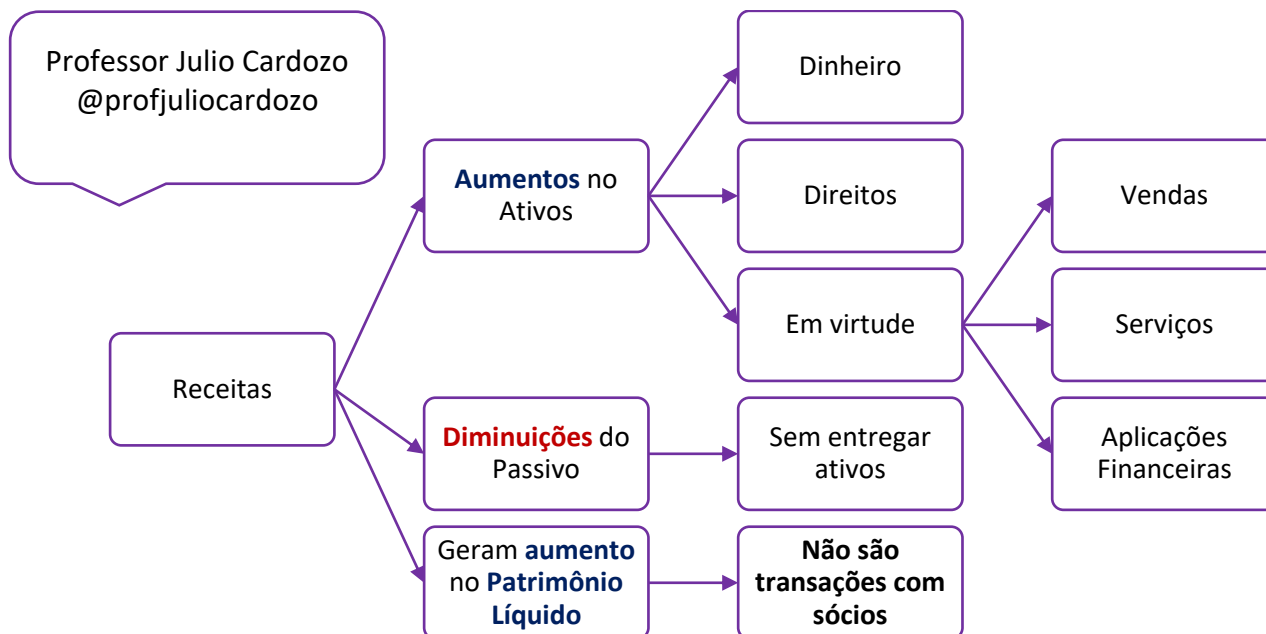 Professor Julio Cardozo
@profjuliocardozo
Receitas
Aumentos no
Ativos
Dinheiro
Direitos
Em virtude
Vendas
Serviços
Aplicações
Financeiras
Diminuições do
Passivo
Sem entregar
ativos
Geram aumento
no Patrimônio
Líquido
Não são
transações com
sócios